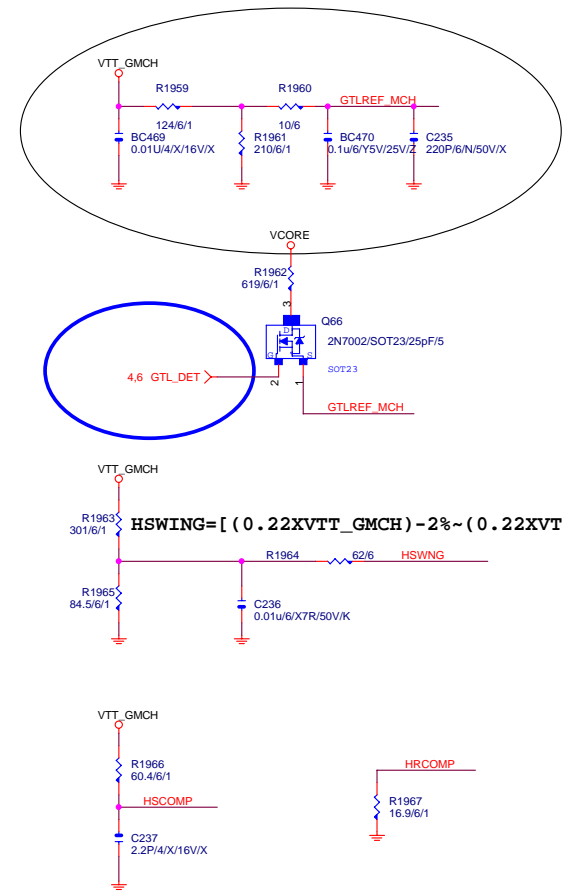 VTT_GMCH
R1959
R1960
GTLREF_MCH
124/6/1
10/6
BC469
0.01U/4/X/16V/X
R1961
210/6/1
BC470
0.1u/6/Y5V/25V/Z
C235
220P/6/N/50V/X
VCORE
R1962
619/6/1
3
Q66
D
2N7002/SOT23/25pF/5
G
S
SOT23
4,6 GTL_DET
2
1
GTLREF_MCH
VTT_GMCH
R1963
301/6/1
HSWING=[(0.22XVTT_GMCH)-2%~(0.22XVT
R1964
62/6
HSWNG
R1965
84.5/6/1
C236
0.01u/6/X7R/50V/K
VTT_GMCH
R1966
60.4/6/1
HRCOMP
HSCOMP
R1967
16.9/6/1
C237
2.2P/4/X/16V/X